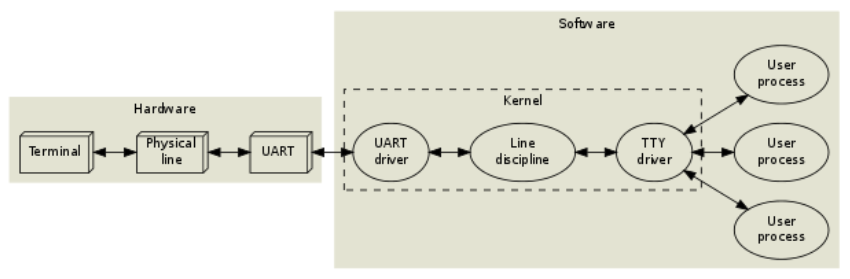 Software
User
process
Kernel
Hardware
Terminal
Physical
line
UART
UART
driver
Line
discipline
TTY
driver
User
process
User
process